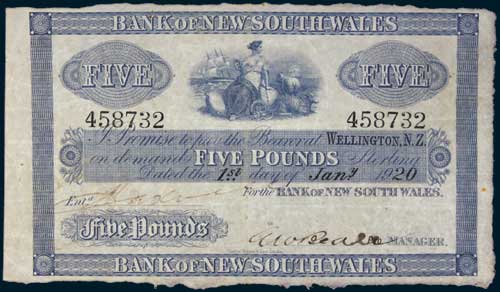 BANK OF NEW SOUTH WALES
FIVE FIVE
458732 458732
I Promise to pay the Bearer at WELLINGTON, N.Z.
on demand FIVE POUNDS Sterling
Dated the 1st day of Jany 1920
For the BANK OF NEW SOUTH WALES.
Entd.
Five Pounds
MANAGER.
BANK OF NEW SOUTH WALES